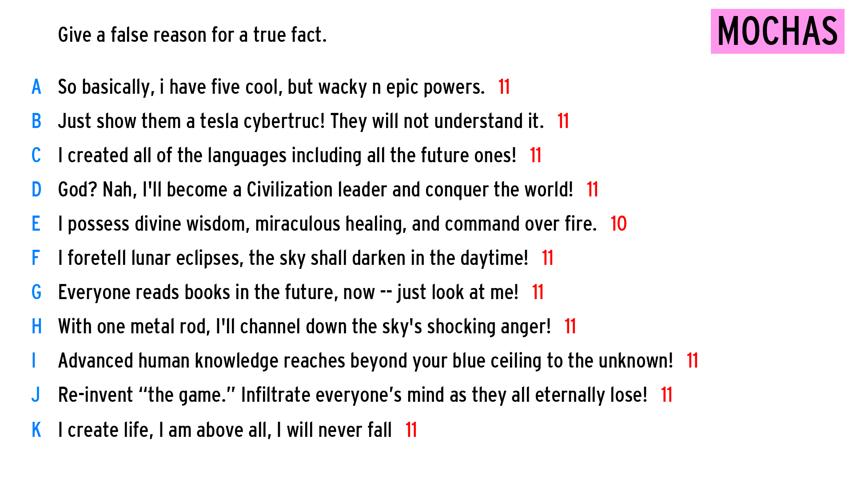 Give a false reason for a true fact.
MOCHAS
A So basically, i have five cool, but wacky n epic powers. 11
B Just show them a tesla cybertruc! They will not understand it. 11
C I created all of the languages including all the future ones! 11
D God? Nah, I'll become a Civilization leader and conquer the world! 11
E I possess divine wisdom, miraculous healing, and command over fire. 10
F I foretell lunar eclipses, the sky shall darken in the daytime! 11
G Everyone reads books in the future, now -- just look at me! 11
H With one metal rod, I'll channel down the sky's shocking anger! 11
I Advanced human knowledge reaches beyond your blue ceiling to the unknown! 11
J Re-invent “the game.” Infiltrate everyone’s mind as they all eternally lose! 11
K I create life, I am above all, I will never fall 11